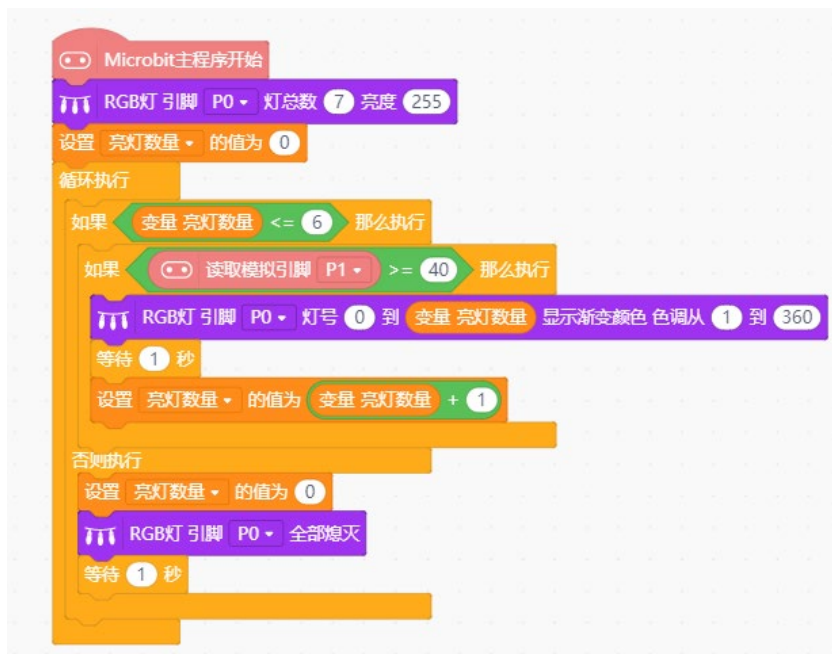 Microbit主程序开始
RGB灯 引脚 P0 灯总数 7 亮度 255
设置 亮灯数量 的值为 0
循环执行
如果 变量 亮灯数量 <= 6 那么执行
如果 读取模拟引脚 P1 >= 40 那么执行
RGB灯 引脚 P0 灯号 0 到 变量 亮灯数量 显示渐变颜色 色调从 1 到 360
等待 1 秒
设置 亮灯数量 的值为 变量 亮灯数量 + 1
否则执行
设置 亮灯数量 的值为 0
RGB灯 引脚 P0 全部熄灭
等待 1 秒